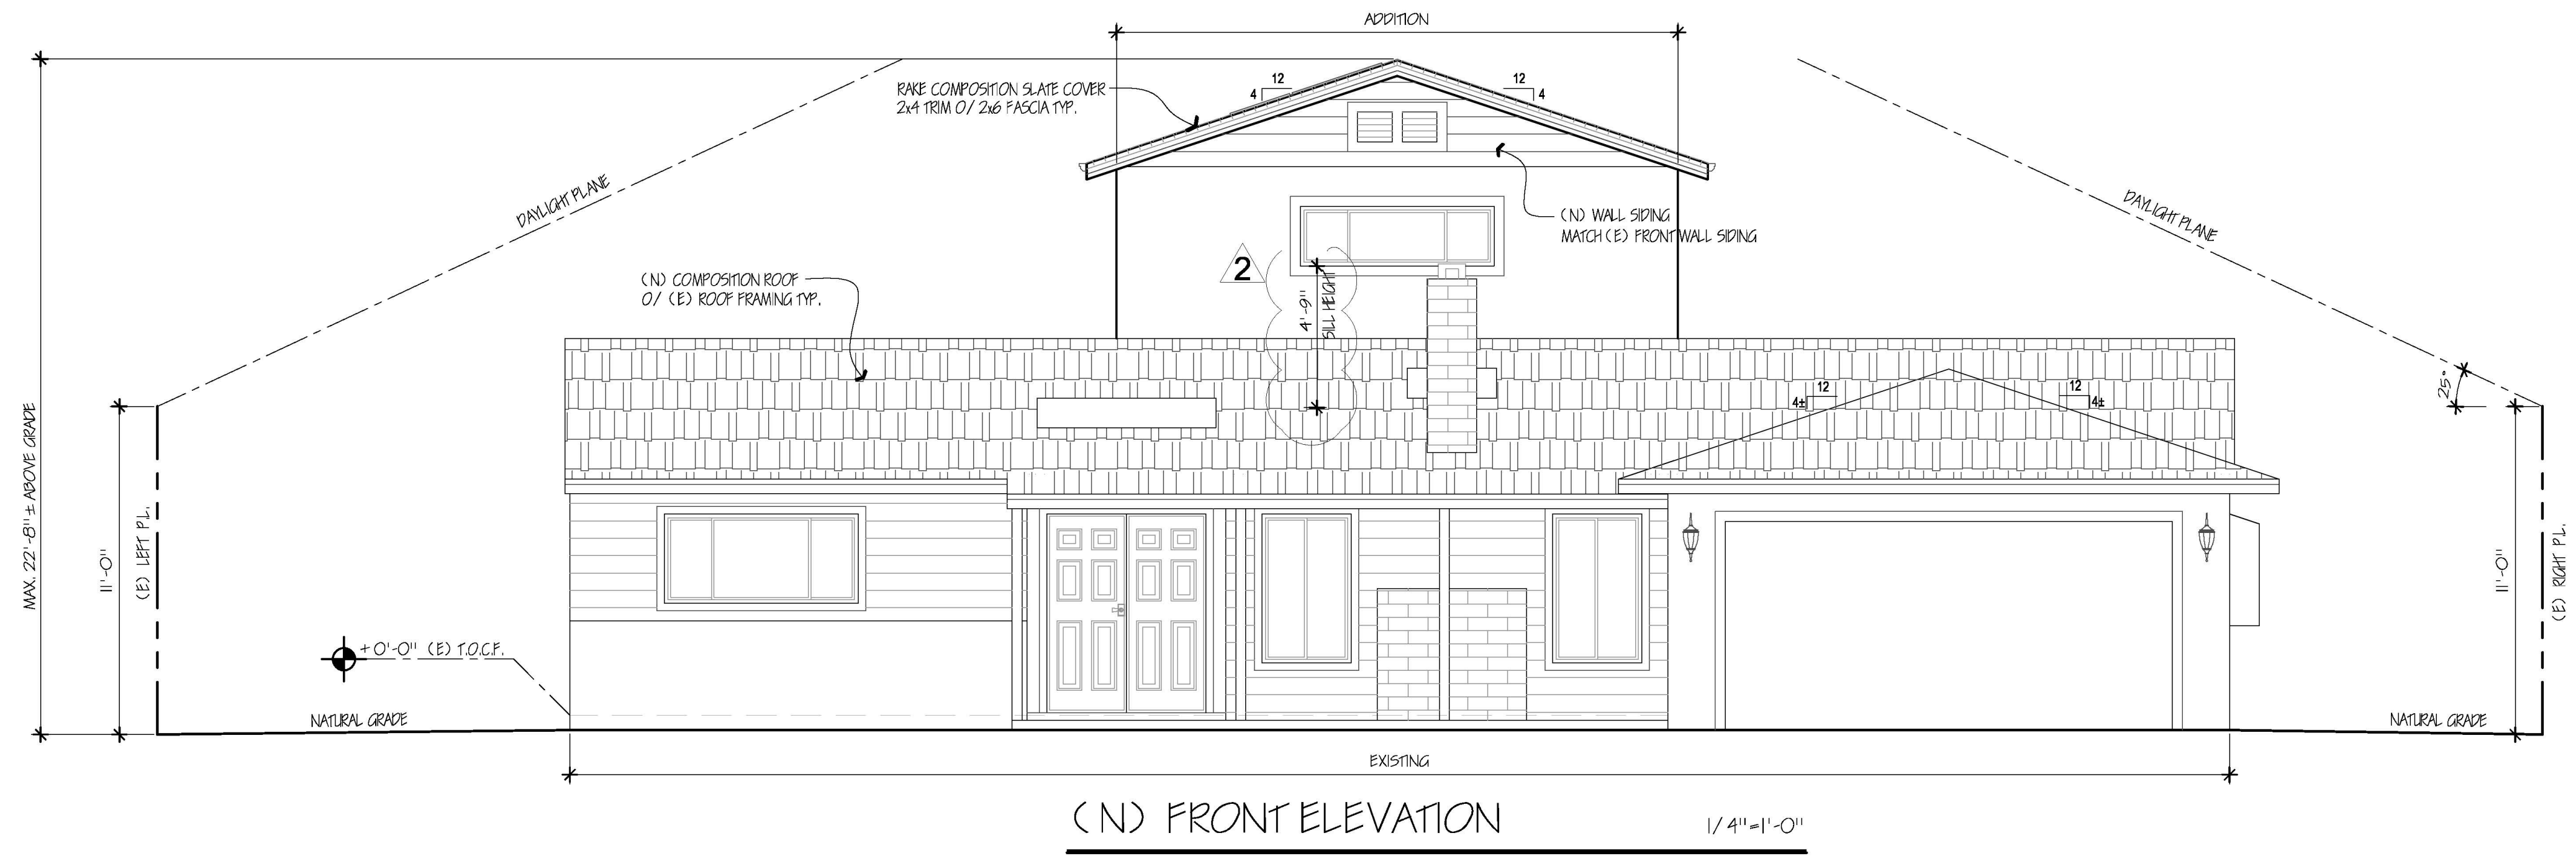 ADDITION
12
4
12
4
RAKE COMPOSITION SLATE COVER
2x4 TRIM O/ 2x6 FASCIA TYP.
DAYLIGHT PLANE
DAYLIGHT PLANE
(N) WALL SIDING
MATCH (E) FRONT WALL SIDING
2
(N) COMPOSITION ROOF
O/ (E) ROOF FRAMING TYP.
4'-9"
SILL HEIGHT
12
4±
12
4±
25°
MAX. 22'-8" ± ABOVE GRADE
11'-0"
(E) LEFT PL.
11'-0"
(E) RIGHT PL.
+0'-0" (E) T.O.C.F.
NATURAL GRADE
NATURAL GRADE
EXISTING
(N) FRONT ELEVATION
1/4"=1'-0"